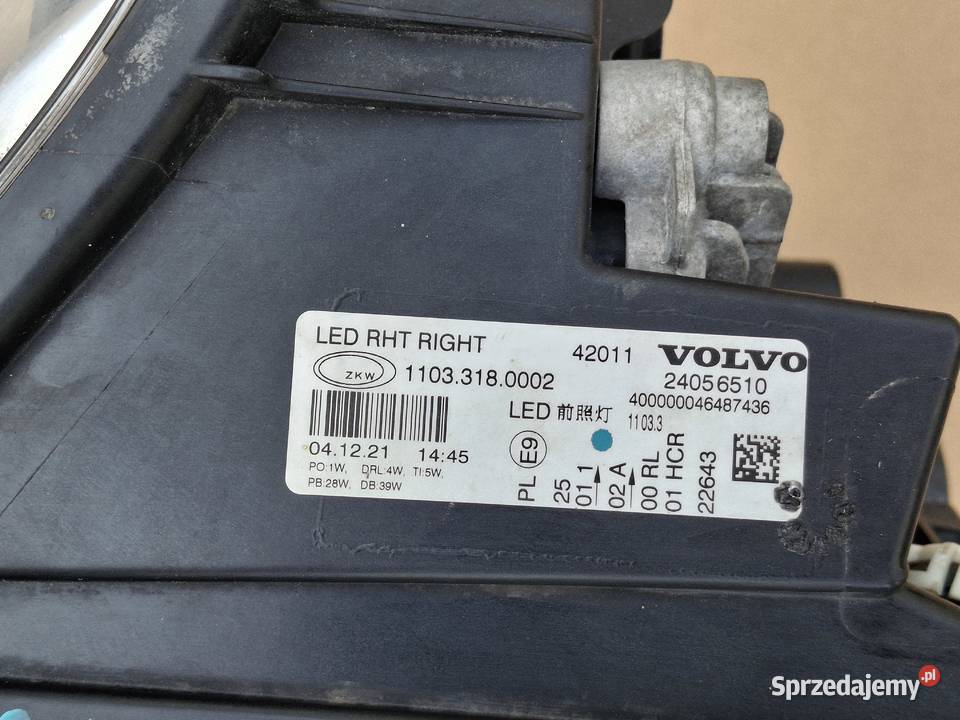 LED RHT RIGHT
42011 VOLVO
ZKW 1103.318.0002
24056510
400000046487436
LED 前照灯
1103.3
04.12.21 14:45
PO:1W, DRL:4W, TI:5W,
PB:28W, DB:39W
E9
PL
25
01 1
02 A
00 RL
01 HCR
22643
Sprzedajemy.pl